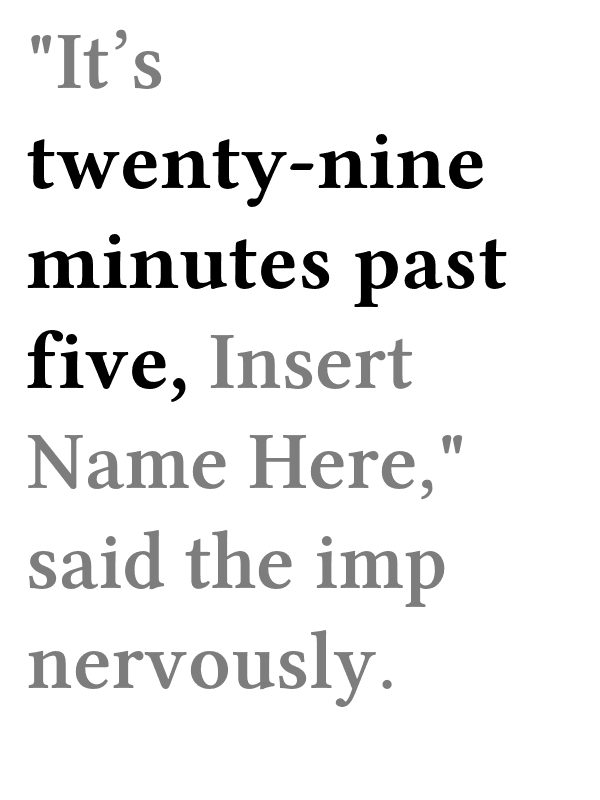 "It’s
twenty-nine
minutes past
five, Insert
Name Here,"
said the imp
nervously.